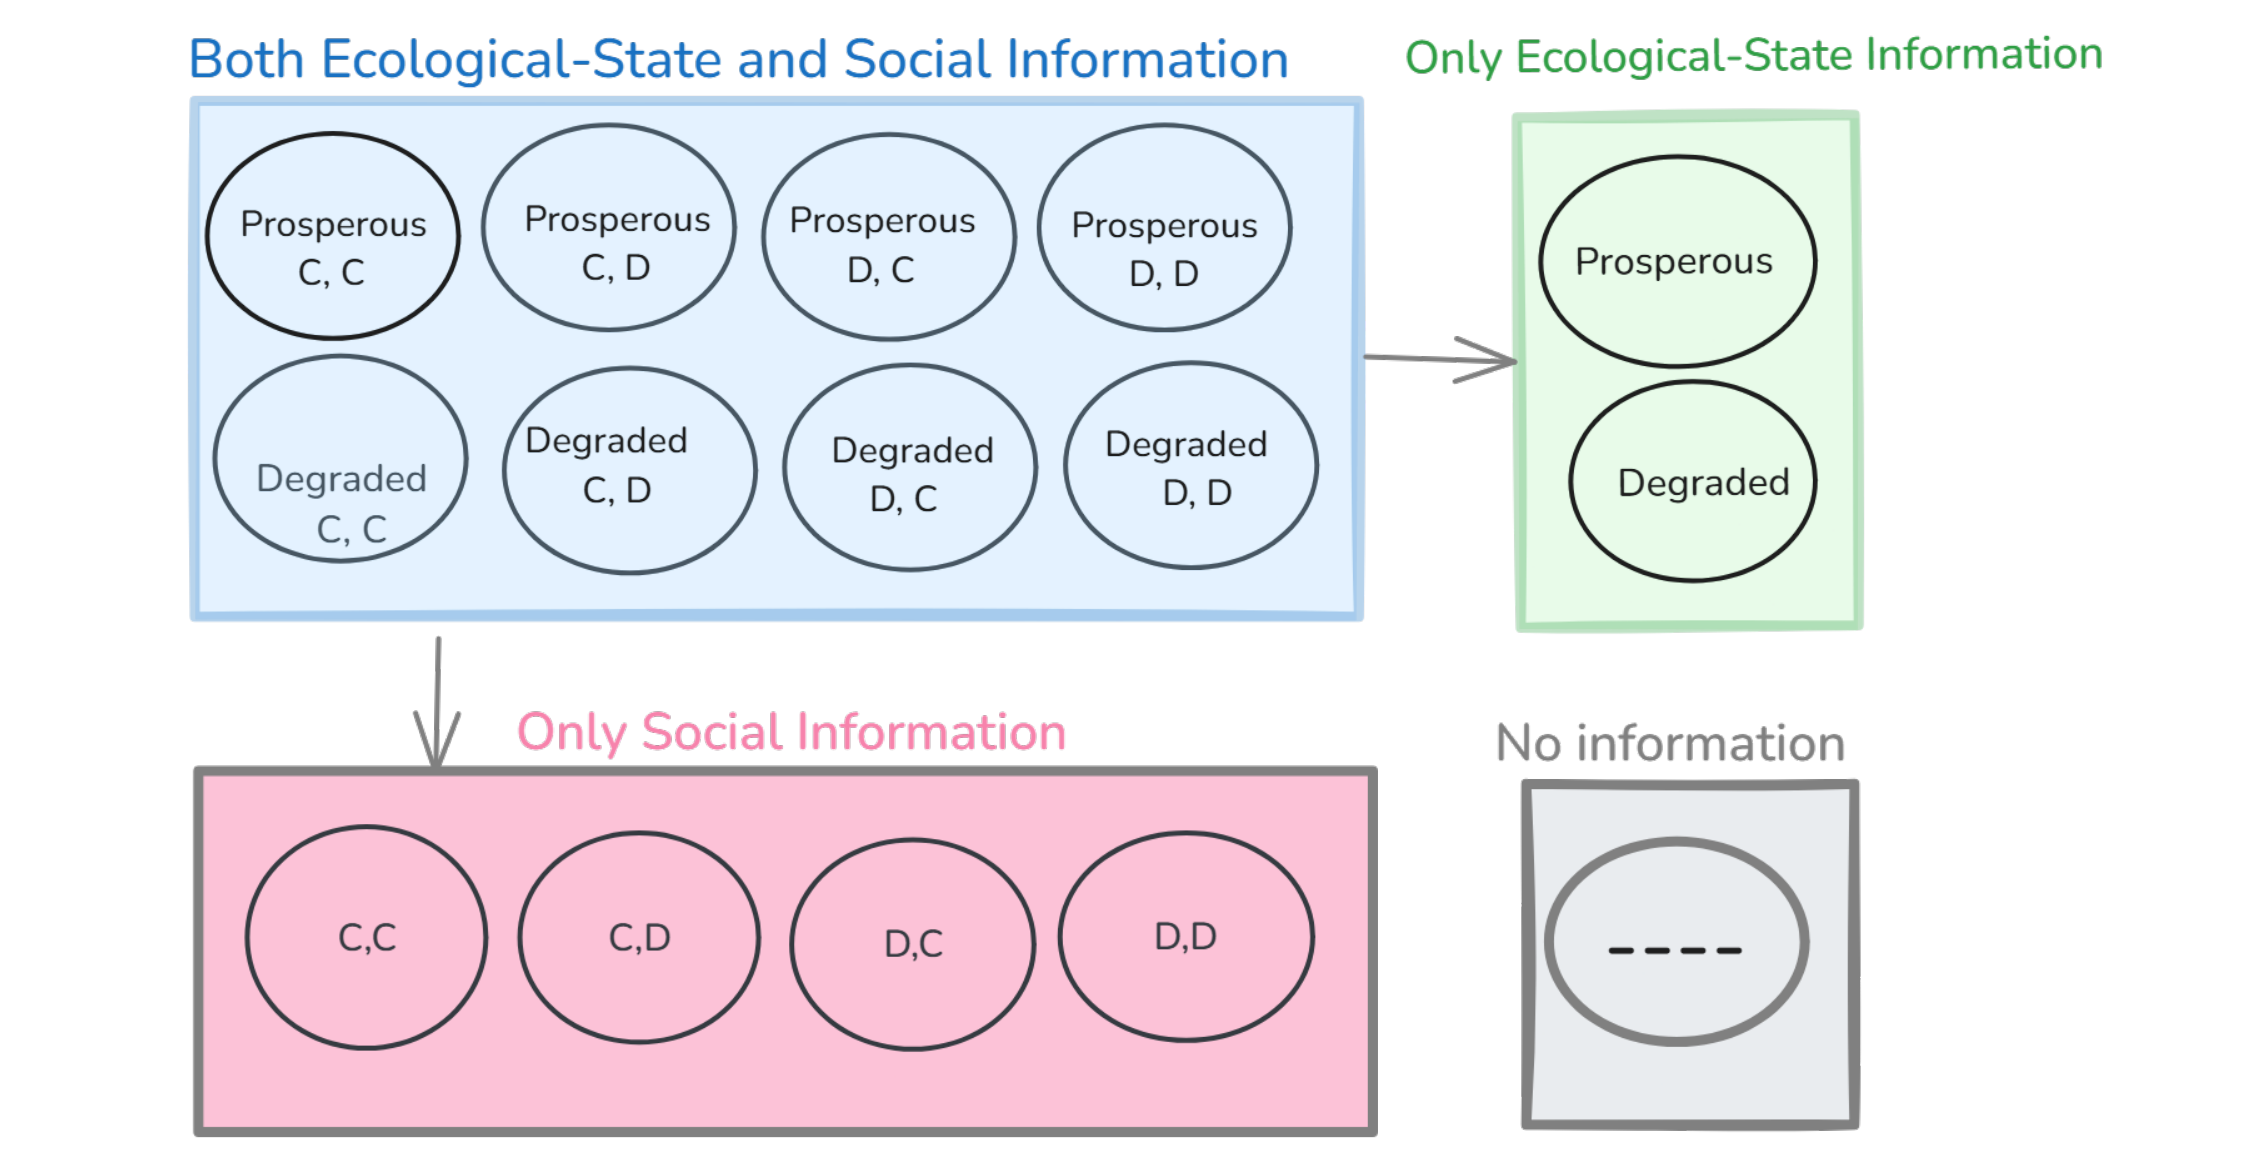 Both Ecological-State and Social Information
Prosperous
C, C
Prosperous
C, D
Prosperous
D, C
Prosperous
D, D
Degraded
C, C
Degraded
C, D
Degraded
D, C
Degraded
D, D
Only Ecological-State Information
Prosperous
Degraded
Only Social Information
C,C
C,D
D,C
D,D
No information
----